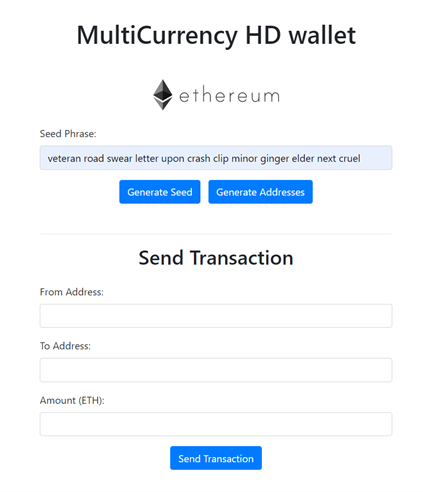 MultiCurrency HD wallet
ethereum
Seed Phrase:
veteran road swear letter upon crash clip minor ginger elder next cruel
Generate Seed Generate Addresses
Send Transaction
From Address:
To Address:
Amount (ETH):
Send Transaction